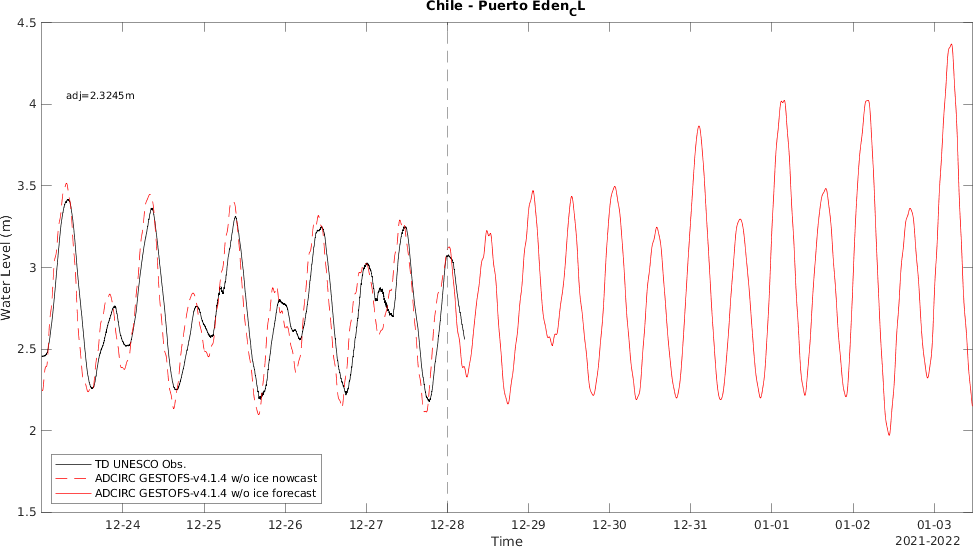 Chile - Puerto Eden_CL
4.5
4
3.5
3
2.5
2
1.5
Water Level (m)
adj=2.3245m
TD UNESCO Obs.
ADCIRC GESTOFS-v4.1.4 w/o ice nowcast
ADCIRC GESTOFS-v4.1.4 w/o ice forecast
12-24 12-25 12-26 12-27 12-28 12-29 12-30 12-31 01-01 01-02 01-03
Time
2021-2022